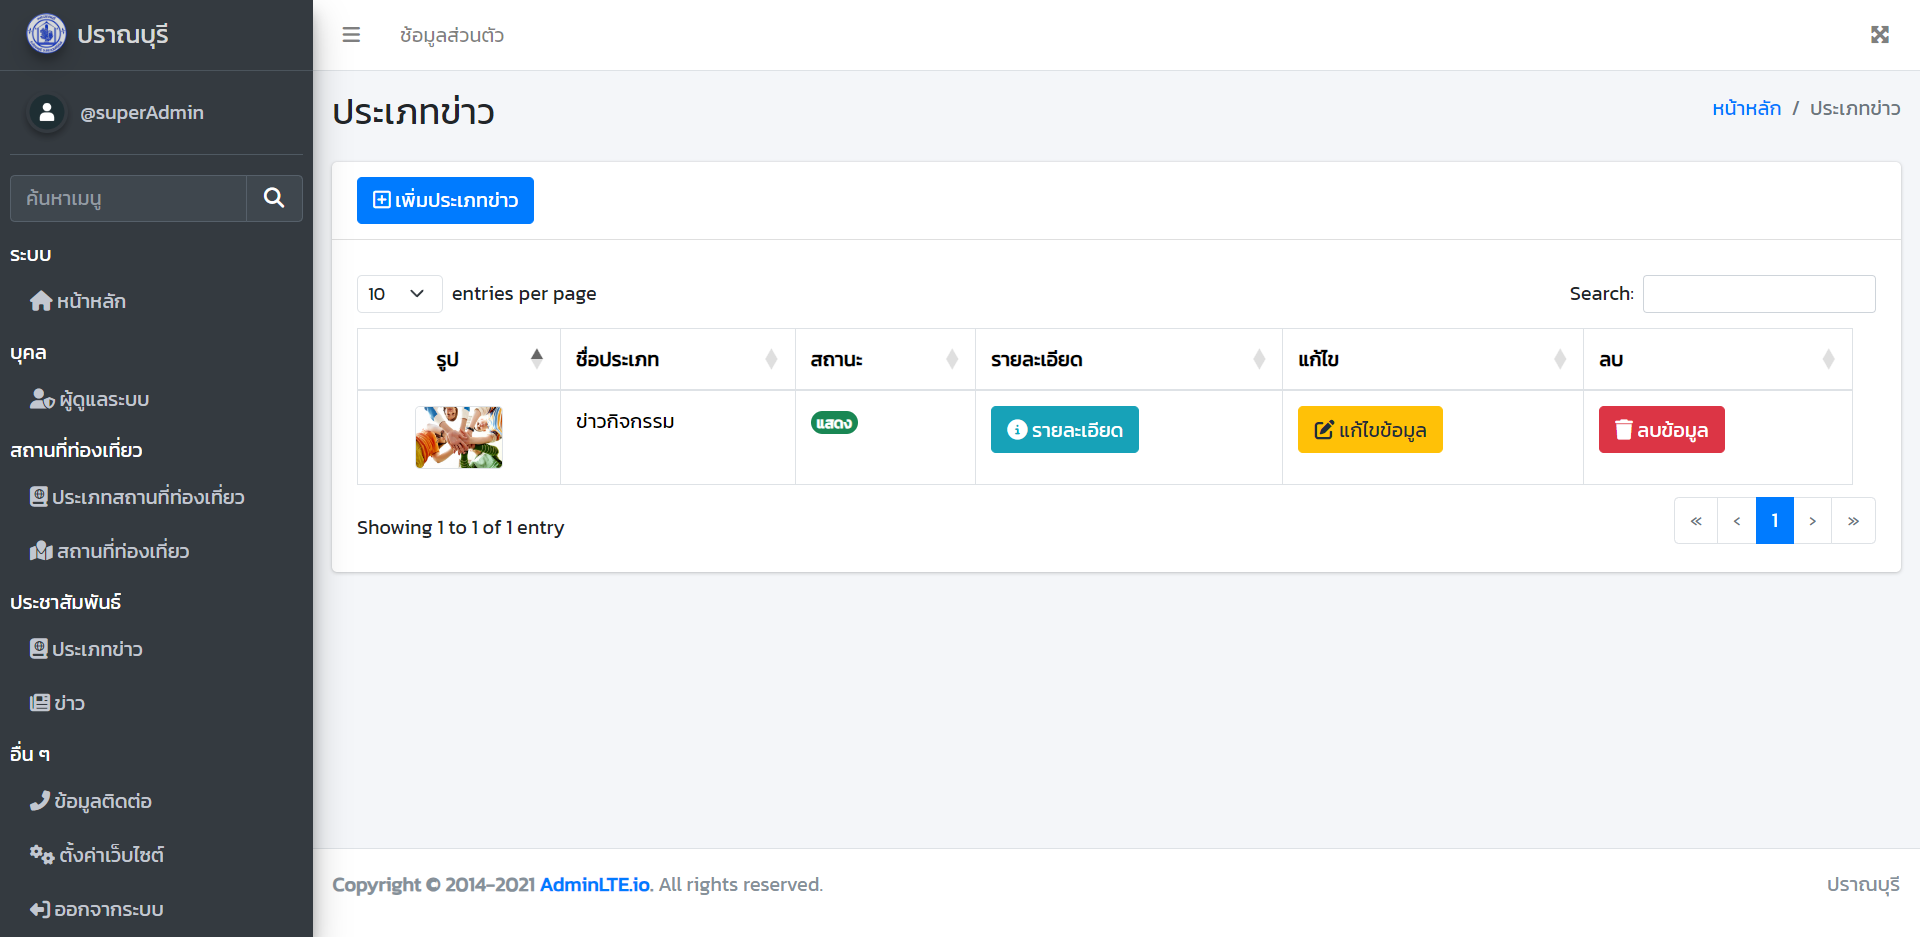 ปราณบุรี
ข้อมูลส่วนตัว
@superAdmin
ค้นหาเมนู
ระบบ
หน้าหลัก
บุคล
ผู้ดูแลระบบ
สถานที่ท่องเที่ยว
ประเภทสถานที่ท่องเที่ยว
สถานที่ท่องเที่ยว
ประชาสัมพันธ์
ประเภทข่าว
ข่าว
อื่น ๆ
ข้อมูลติดต่อ
ตั้งค่าเว็บไซต์
ออกจากระบบ
ประเภทข่าว
หน้าหลัก / ประเภทข่าว
เพิ่มประเภทข่าว
10 entries per page
Search:
รูป ชื่อประเภท สถานะ รายละเอียด แก้ไข ลบ
ข่าวกิจกรรม แสดง รายละเอียด แก้ไขข้อมูล ลบข้อมูล
Showing 1 to 1 of 1 entry
« ‹ 1 › »
Copyright © 2014-2021 AdminLTE.io. All rights reserved.
ปราณบุรี